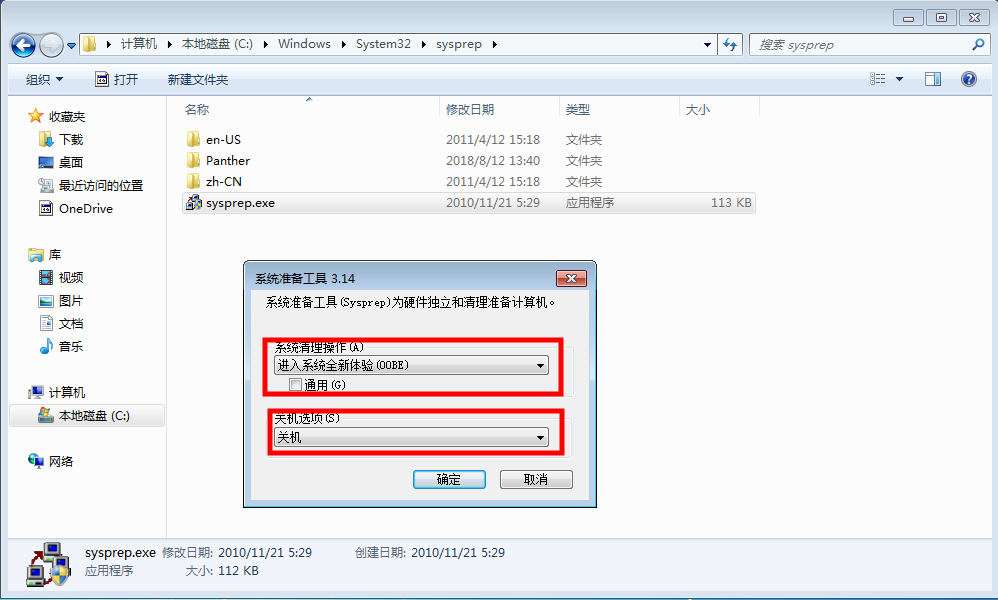 计算机 本地磁盘 (C:) Windows System32 sysprep 搜索 sysprep
组织 打开 新建文件夹
名称 修改日期 类型 大小
收藏夹
下载
桌面
最近访问的位置
OneDrive
库
视频
图片
文档
音乐
计算机
本地磁盘 (C:)
网络
en-US 2011/4/12 15:18 文件夹
Panther 2018/8/12 13:40 文件夹
zh-CN 2011/4/12 15:18 文件夹
sysprep.exe 2010/11/21 5:29 应用程序 113 KB
系统准备工具 3.14
系统准备工具(Sysprep)为硬件独立和清理准备计算机。
系统清理操作(A)
进入系统全新体验(OOBE)
通用(G)
关机选项(S)
关机
确定 取消
sysprep.exe 修改日期: 2010/11/21 5:29 创建日期: 2010/11/21 5:29
应用程序 大小: 112 KB